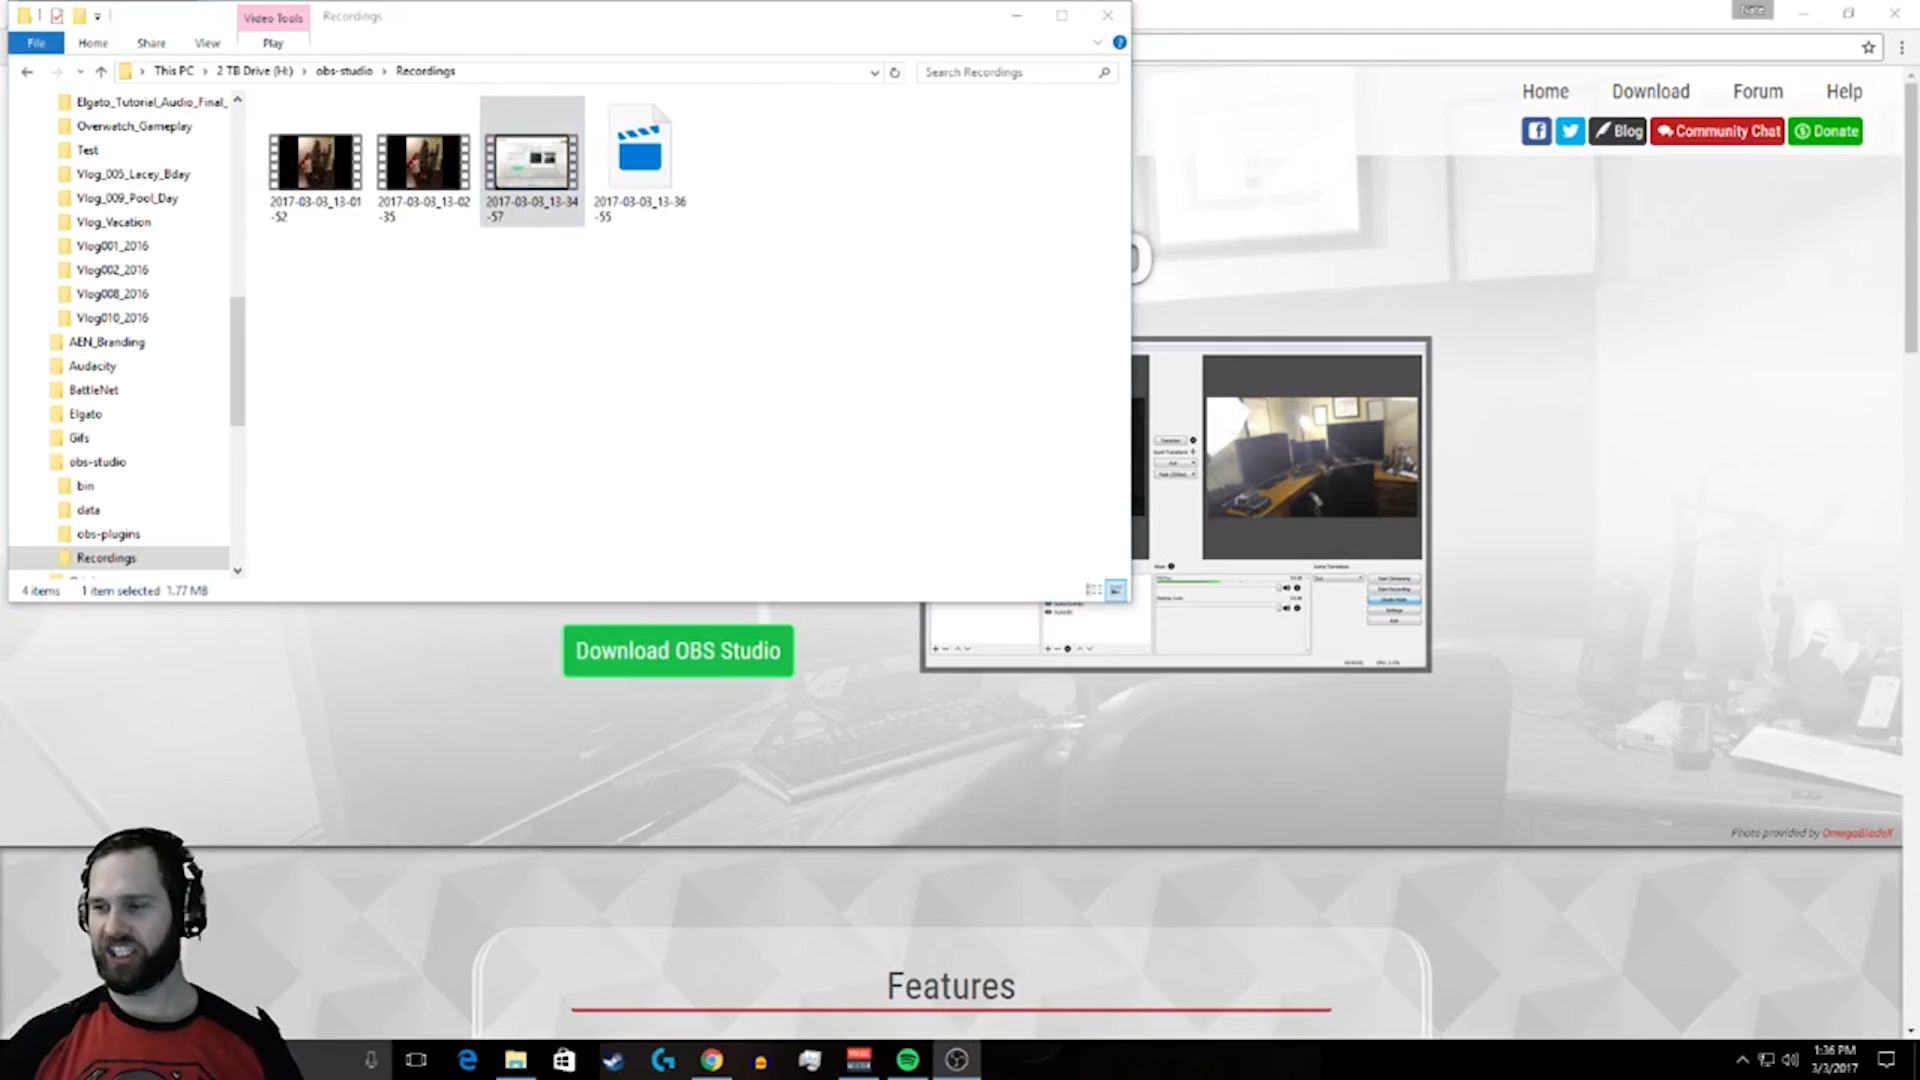 Video Tools
Recordings
Nate
File
Home
Share
View
Play
This PC
2 TB Drive (H:)
obs-studio
Recordings
Search Recordings
Elgato_Tutorial_Audio_Final_
Overwatch_Gameplay
Test
Vlog_005_Lacey_Bday
Vlog_009_Pool_Day
Vlog_Vacation
Vlog001_2016
Vlog002_2016
Vlog008_2016
Vlog010_2016
AEN_Branding
Audacity
BattleNet
Elgato
Gifs
obs-studio
bin
data
obs-plugins
Recordings
2017-03-03_13-01
-52
2017-03-03_13-02
-35
2017-03-03_13-34
-57
2017-03-03_13-36
-55
4 items
1 item selected 1.77 MB
Home
Download
Forum
Help
Blog
Community Chat
Donate
Download OBS Studio
Photo provided by OmegaBladeX
Features
1:36 PM
3/3/2017